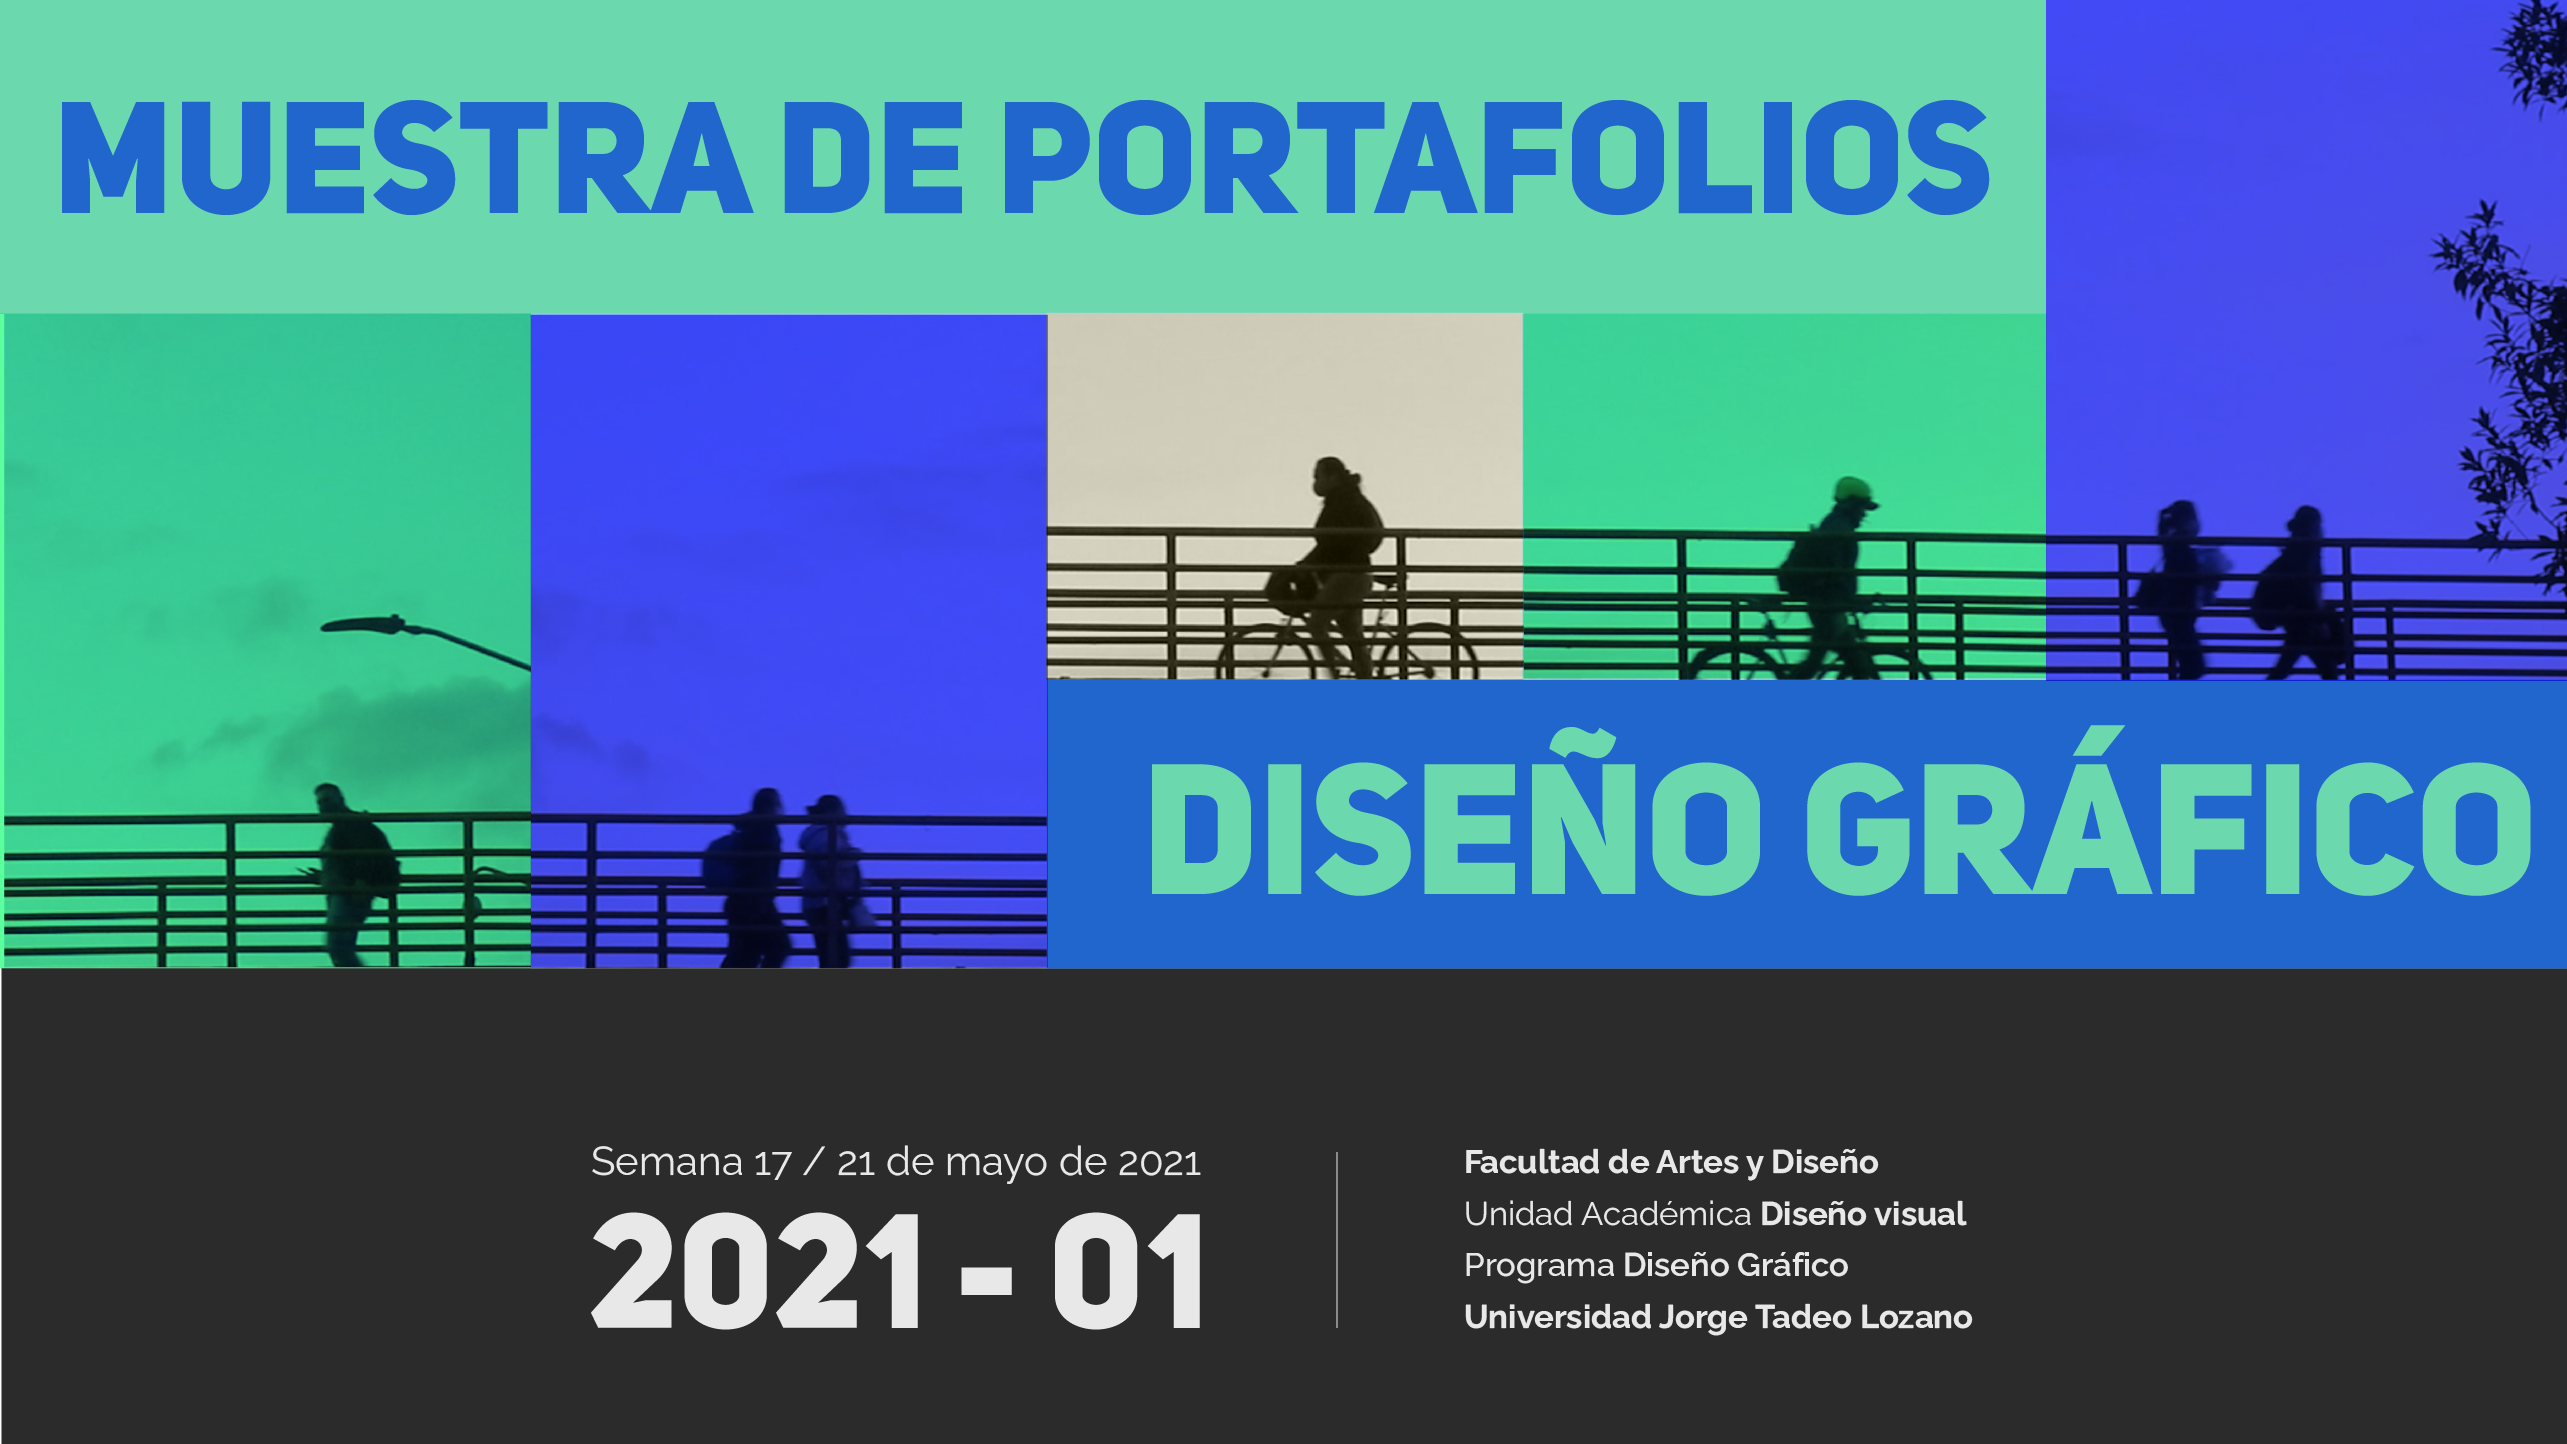 MUESTRA DE PORTAFOLIOS
DISEÑO GRÁFICO
Semana 17 / 21 de mayo de 2021
2021 - 01
Facultad de Artes y Diseño
Unidad Académica Diseño visual
Programa Diseño Gráfico
Universidad Jorge Tadeo Lozano